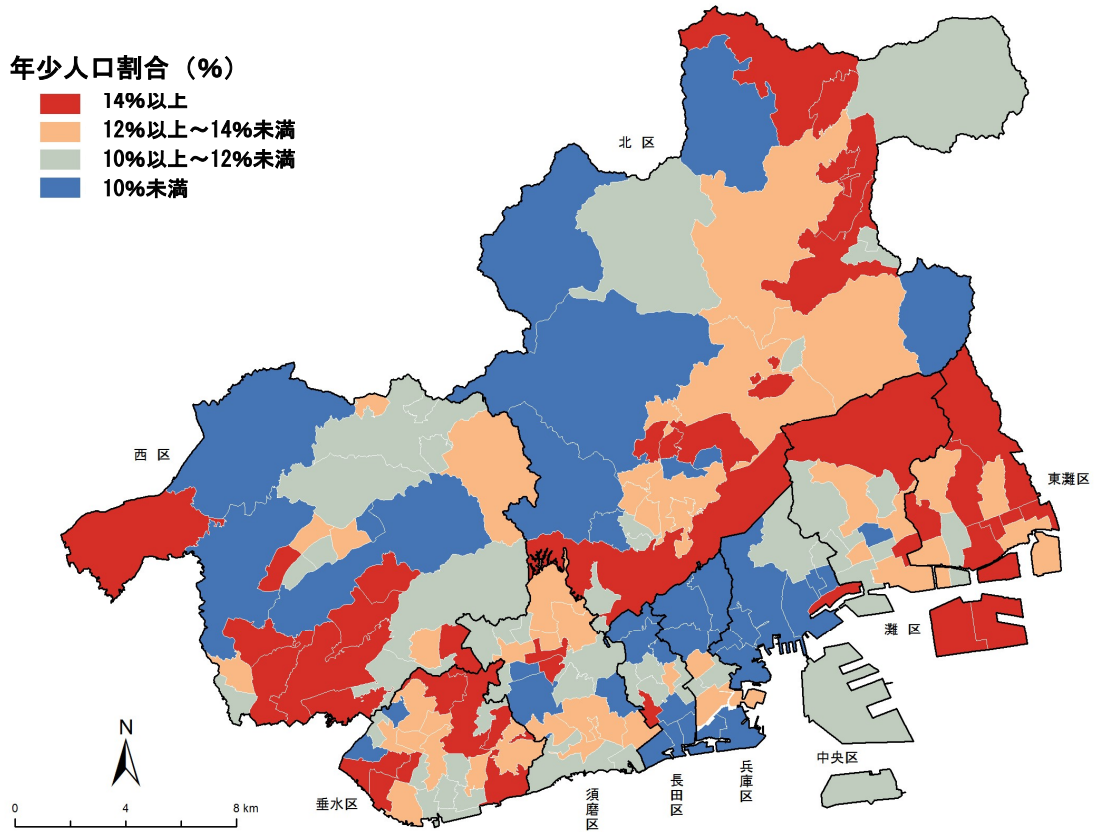 年少人口割合（%）
14%以上
12%以上～14%未満
10%以上～12%未満
10%未満
北 区
西 区
東灘区
灘 区
中央区
兵庫区
長田区
須磨区
垂水区
N
0 4 8 km